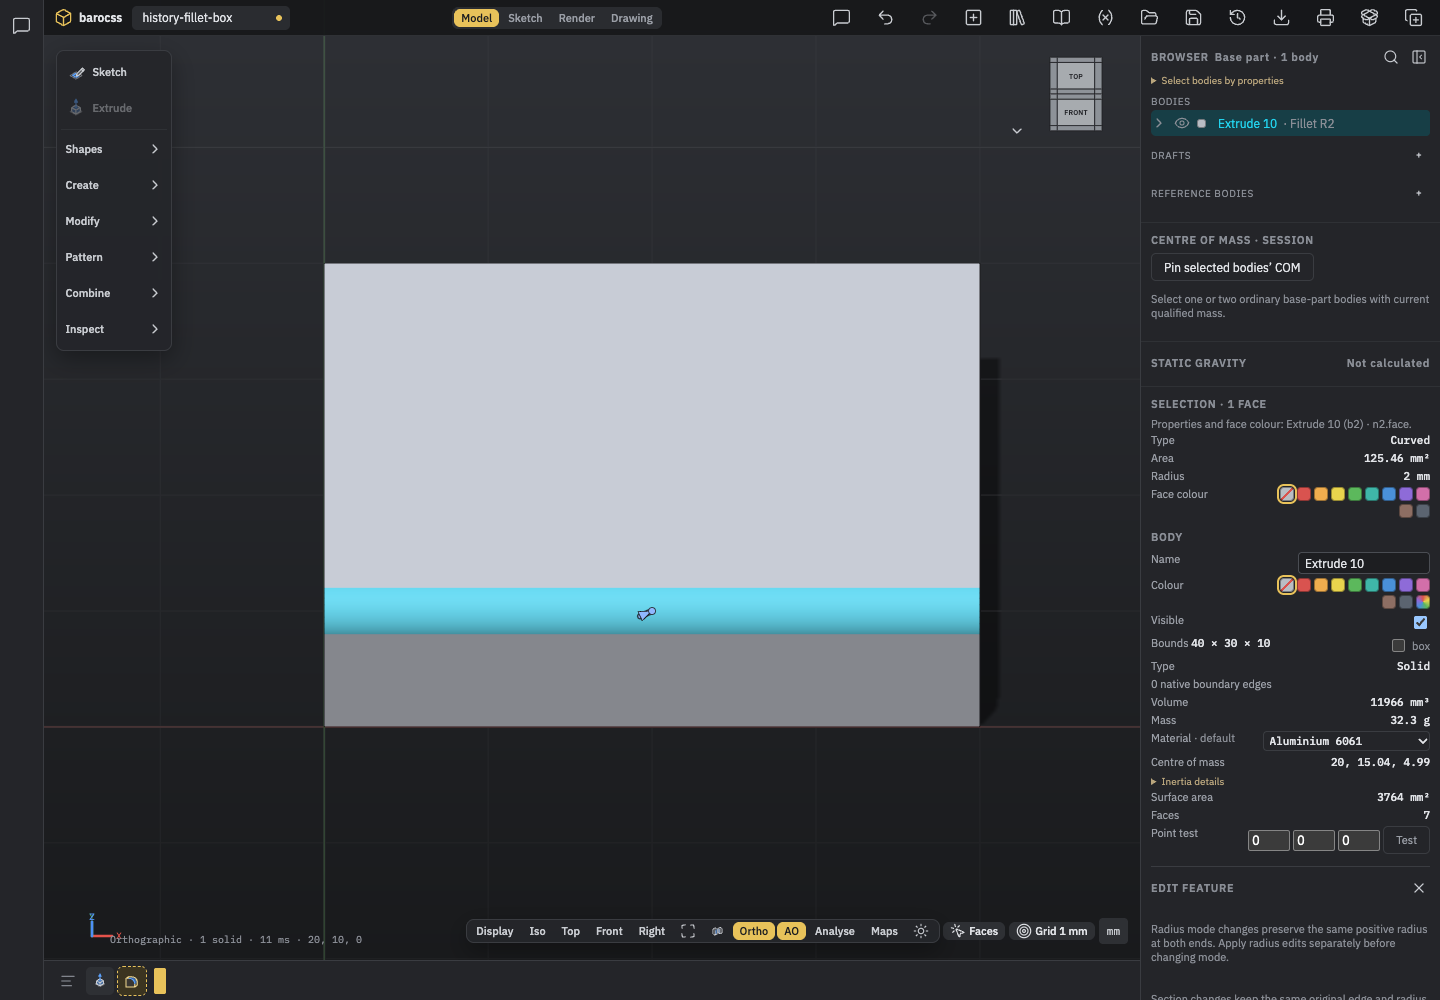 barocss
history-fillet-box
Model
Sketch
Render
Drawing
Sketch
Extrude
Shapes
Create
Modify
Pattern
Combine
Inspect
TOP
FRONT
BROWSER Base part · 1 body
Select bodies by properties
BODIES
Extrude 10 · Fillet R2
DRAFTS
REFERENCE BODIES
CENTRE OF MASS · SESSION
Pin selected bodies’ COM
Select one or two ordinary base-part bodies with current
qualified mass.
STATIC GRAVITY Not calculated
SELECTION · 1 FACE
Properties and face colour: Extrude 10 (b2) · n2.face.
Type Curved
Area 125.46 mm²
Radius 2 mm
Face colour
BODY
Name Extrude 10
Colour
Visible
Bounds 40 × 30 × 10 box
Type Solid
0 native boundary edges
Volume 11966 mm³
Mass 32.3 g
Material · default Aluminium 6061
Centre of mass 20, 15.04, 4.99
Inertia details
Surface area 3764 mm²
Faces 7
Point test 0 0 0 Test
EDIT FEATURE
Radius mode changes preserve the same positive radius
at both ends. Apply radius edits separately before
changing mode.
Section changes keep the same original edge and radius
Z
X
Orthographic · 1 solid · 11 ms · 20, 10, 0
Display Iso Top Front Right Ortho AO Analyse Maps Faces Grid 1 mm mm